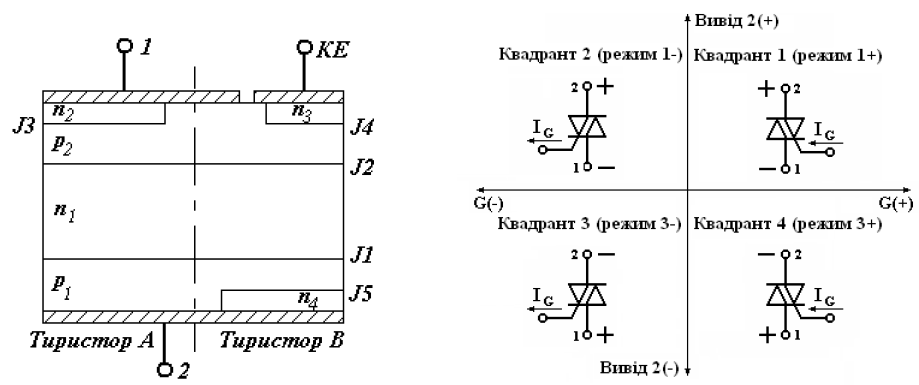 1
KE
n2
n3
J3
J4
p2
J2
n1
J1
p1
J5
n4
Тиристор A
Тиристор B
2
Вивід 2(+)
Квадрант 2 (режим 1-)
Квадрант 1 (режим 1+)
2 +
+ 2
IG
IG
1 −
− 1
G(-)
G(+)
Квадрант 3 (режим 3-)
Квадрант 4 (режим 3+)
2 −
− 2
IG
IG
1 +
+ 1
Вивід 2(-)